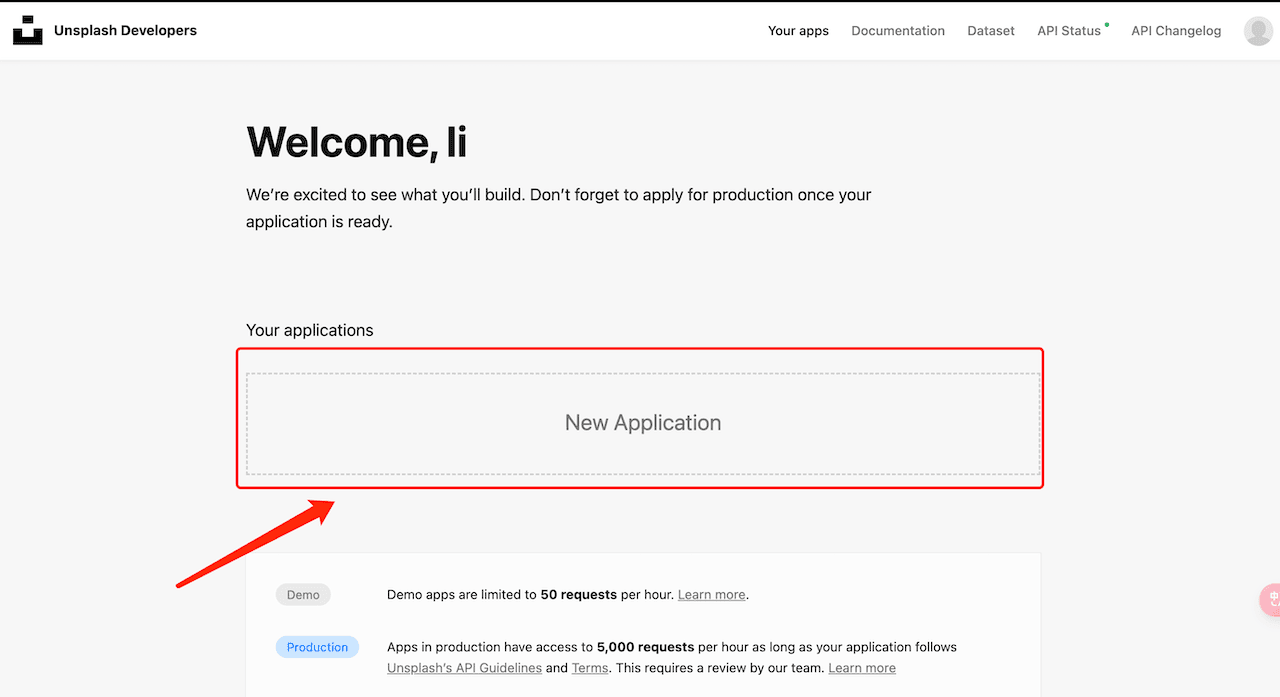 Unsplash Developers
Your apps
Documentation
Dataset
API Status
API Changelog
Welcome, li
We’re excited to see what you’ll build. Don’t forget to apply for production once your
application is ready.
Your applications
New Application
Demo
Demo apps are limited to 50 requests per hour. Learn more.
Production
Apps in production have access to 5,000 requests per hour as long as your application follows
Unsplash’s API Guidelines and Terms. This requires a review by our team. Learn more